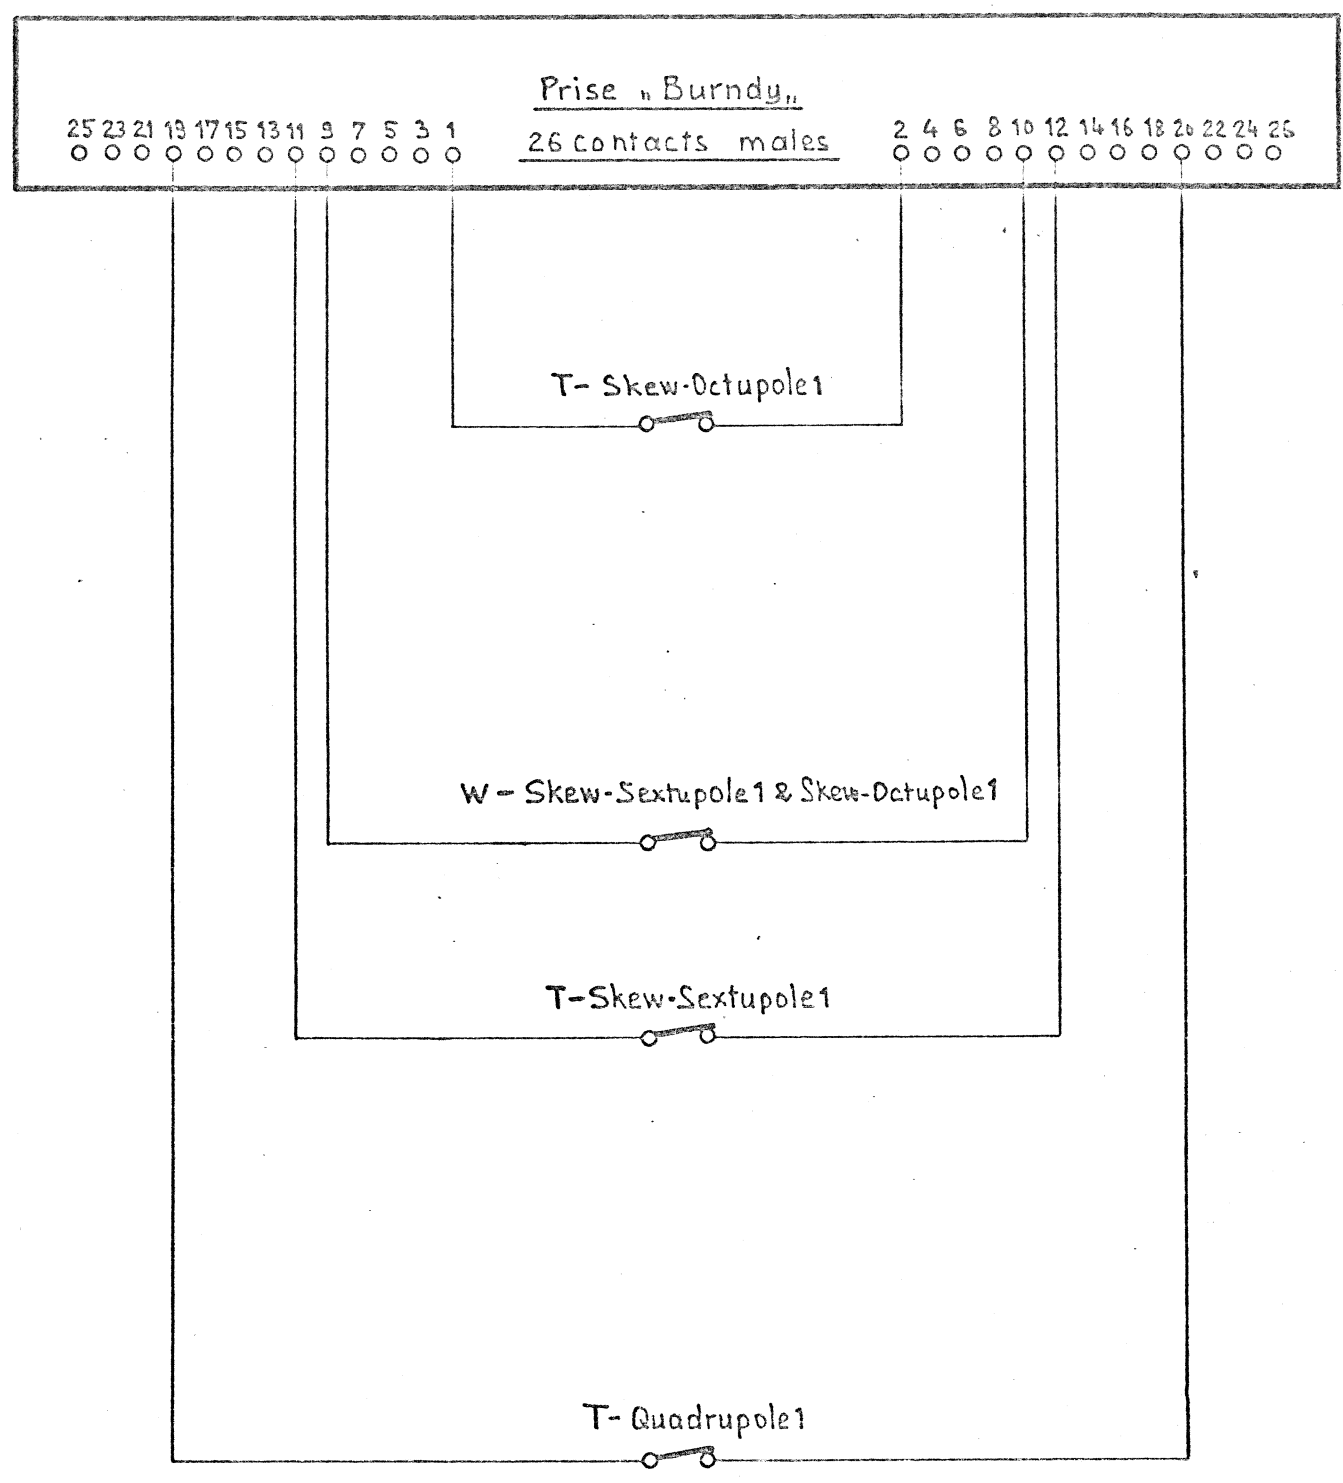 Prise „Burndy„
25 23 21 19 17 15 13 11 9 7 5 3 1
26 contacts males
2 4 6 8 10 12 14 16 18 20 22 24 26
T- Skew-Octupole1
W - Skew-Sextupole1 & Skew-Octupole1
T-Skew-Sextupole1
T- Quadrupole1